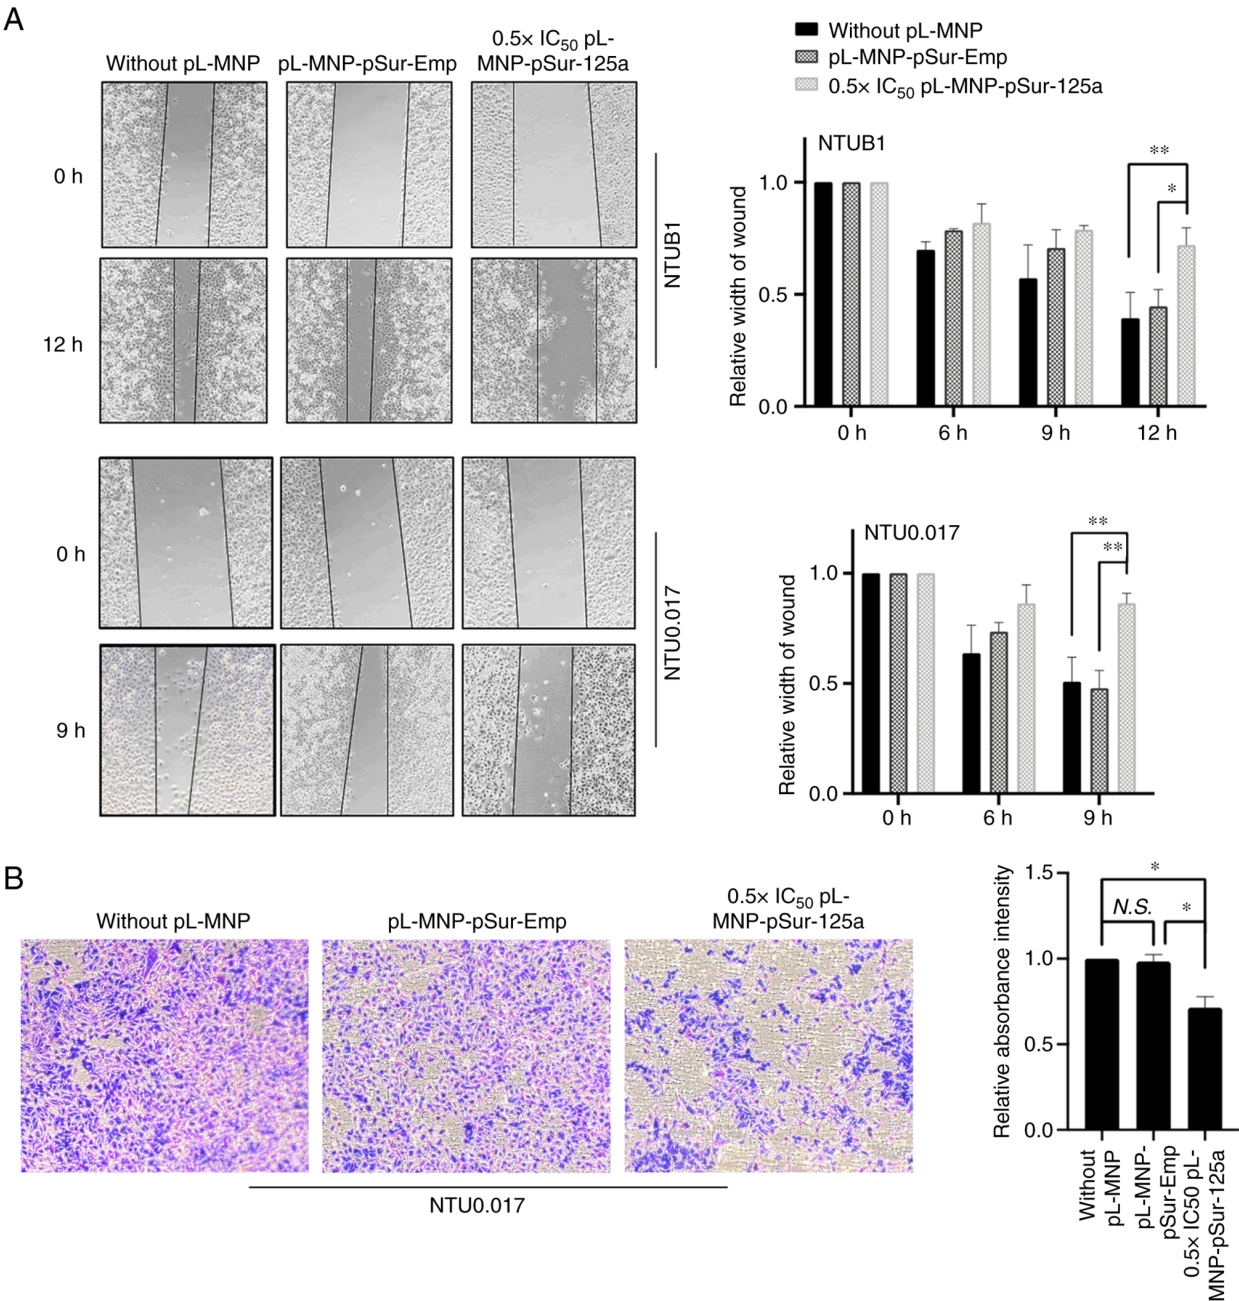 A
Without pL-MNP
pL-MNP-pSur-Emp
0.5× IC50 pL-
MNP-pSur-125a
0 h
12 h
NTUB1
0 h
9 h
NTU0.017
Without pL-MNP
pL-MNP-pSur-Emp
0.5× IC50 pL-MNP-pSur-125a
NTUB1
Relative width of wound
1.0
0.5
0.0
**
*
0 h
6 h
9 h
12 h
NTU0.017
Relative width of wound
1.0
0.5
0.0
**
**
0 h
6 h
9 h
B
Without pL-MNP
pL-MNP-pSur-Emp
0.5× IC50 pL-
MNP-pSur-125a
NTU0.017
Relative absorbance intensity
1.5
1.0
0.5
0.0
*
N.S.
*
Without
pL-MNP
pL-MNP-
pSur-Emp
0.5× IC50 pL-
MNP-pSur-125a